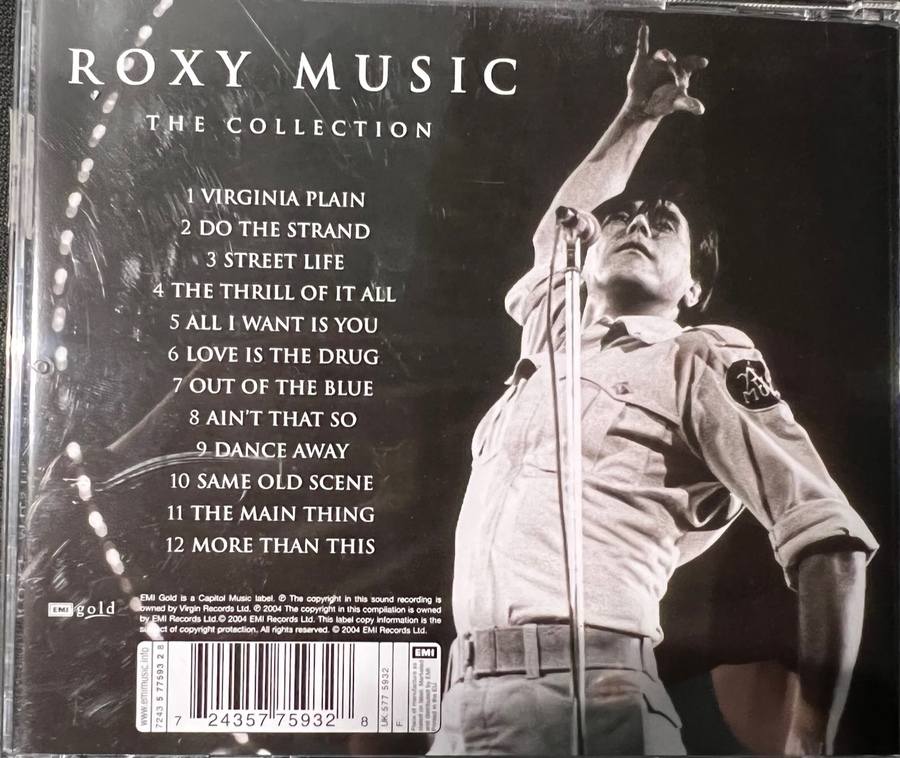 ROXY MUSIC
THE COLLECTION
1 VIRGINIA PLAIN
2 DO THE STRAND
3 STREET LIFE
4 THE THRILL OF IT ALL
5 ALL I WANT IS YOU
6 LOVE IS THE DRUG
7 OUT OF THE BLUE
8 AIN'T THAT SO
9 DANCE AWAY
10 SAME OLD SCENE
11 THE MAIN THING
12 MORE THAN THIS
EMI gold
EMI Gold is a Capitol Music label. ℗ The copyright in this sound recording is
owned by Virgin Records Ltd. ℗ 2004 The copyright in this compilation is owned
by EMI Records Ltd.© 2004 EMI Records Ltd. This label copy information is the
subject of copyright protection. All rights reserved. © 2004 EMI Records Ltd.
www.emimusic.info
7243 5 77593 2 8
7 24357 75932 8
UK 577 5932
F
EMI